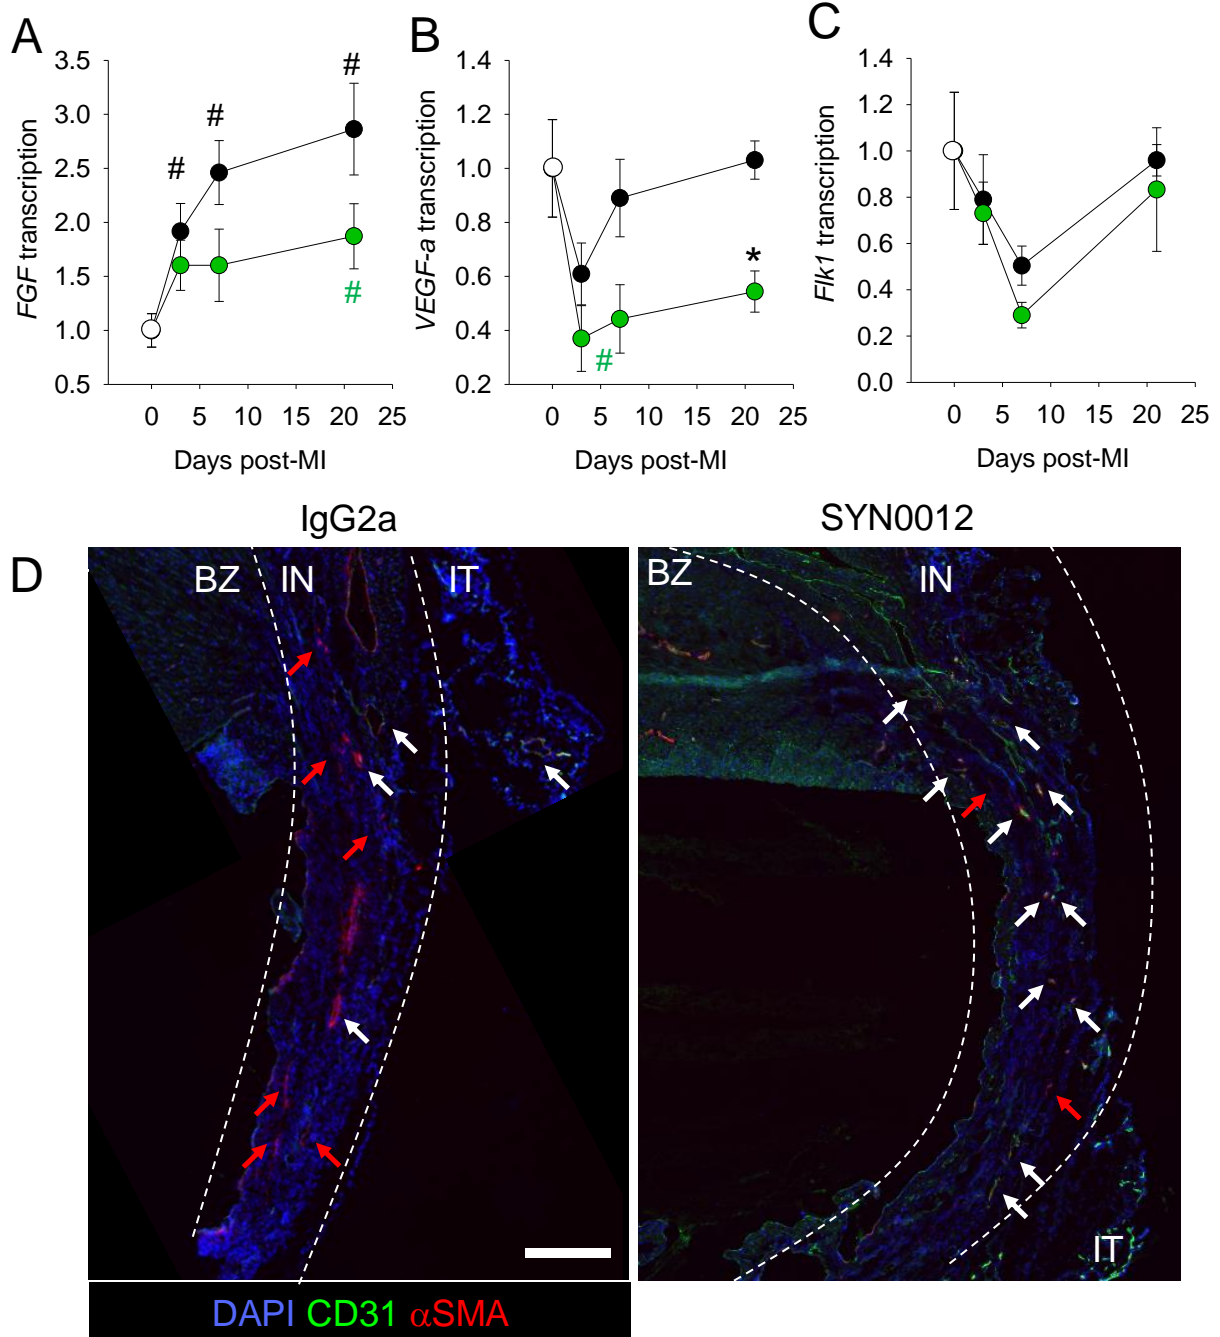 A
B
C
3.5
3.0
2.5
2.0
1.5
1.0
0.5
FGF transcription
#
#
#
#
0 5 10 15 20 25
Days post-MI
1.4
1.2
1.0
0.8
0.6
0.4
0.2
VEGF-a transcription
*
#
0 5 10 15 20 25
Days post-MI
1.4
1.2
1.0
0.8
0.6
0.4
0.2
0.0
Flk1 transcription
0 5 10 15 20 25
Days post-MI
D
IgG2a
SYN0012
BZ IN IT
BZ IN
IT
DAPI CD31 αSMA